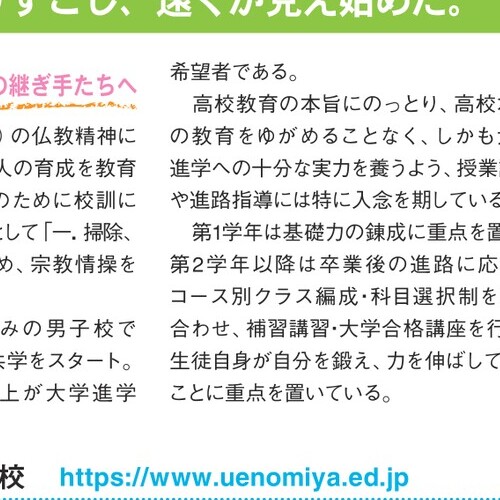 すこし、遠くが見え始めた。
の継ぎ手たちへ
）の仏教精神に
人の育成を教育
のために校訓に
として「一. 掃除、
め、宗教情操を
みの男子校で
共学をスタート。
上が大学進学
希望者である。
高校教育の本旨にのっとり、高校
の教育をゆがめることなく、しかも
進学への十分な実力を養うよう、授業
や進路指導には特に入念を期している
第1学年は基礎力の錬成に重点を置
第2学年以降は卒業後の進路に応
コース別クラス編成・科目選択制を
合わせ、補習講習・大学合格講座を行
生徒自身が自分を鍛え、力を伸ばして
ことに重点を置いている。
校 https://www.uenomiya.ed.jp